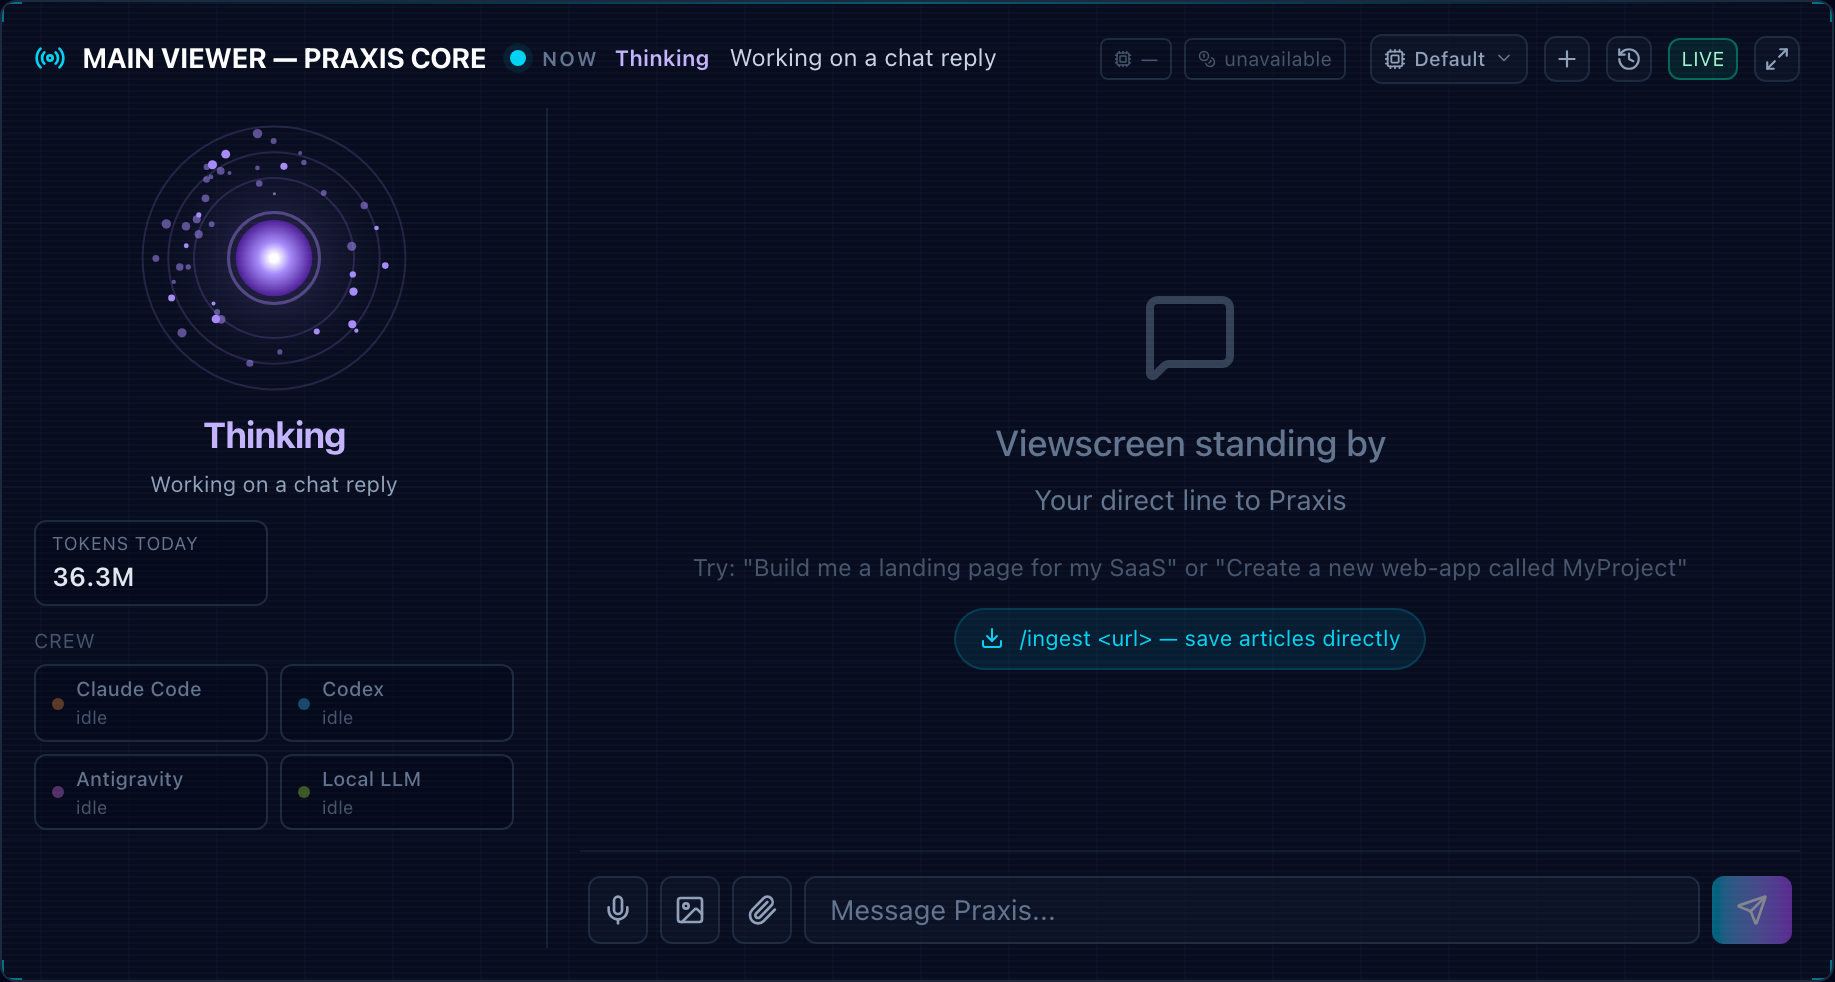 MAIN VIEWER — PRAXIS CORE
NOW Thinking Working on a chat reply
—
unavailable
Default
LIVE
Thinking
Working on a chat reply
TOKENS TODAY
36.3M
CREW
Claude Code
idle
Codex
idle
Antigravity
idle
Local LLM
idle
Viewscreen standing by
Your direct line to Praxis
Try: "Build me a landing page for my SaaS" or "Create a new web-app called MyProject"
/ingest <url> — save articles directly
Message Praxis...